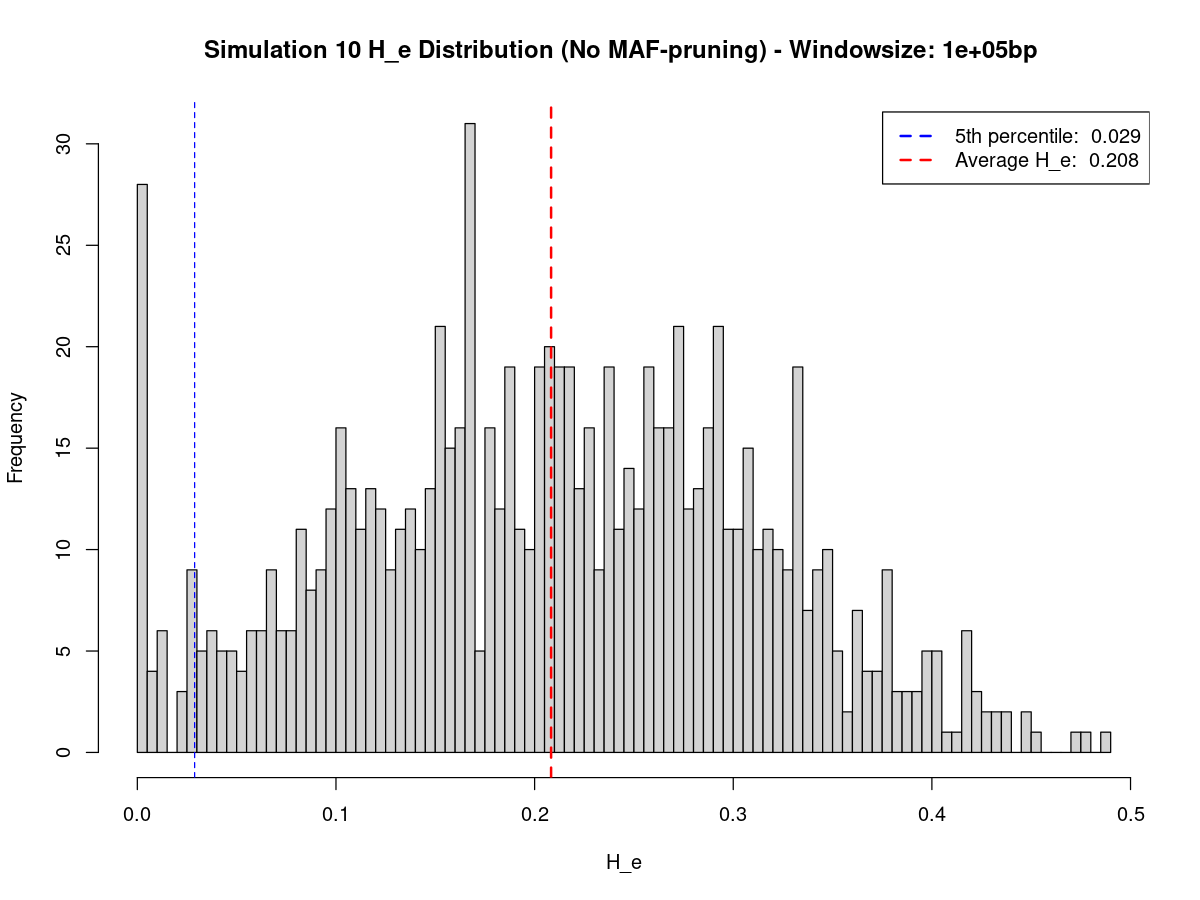 Simulation 10 H_e Distribution (No MAF-pruning) - Windowsize: 1e+05bp
5th percentile: 0.029
Average H_e: 0.208
Frequency
30
25
20
15
10
5
0
0.0 0.1 0.2 0.3 0.4 0.5
H_e